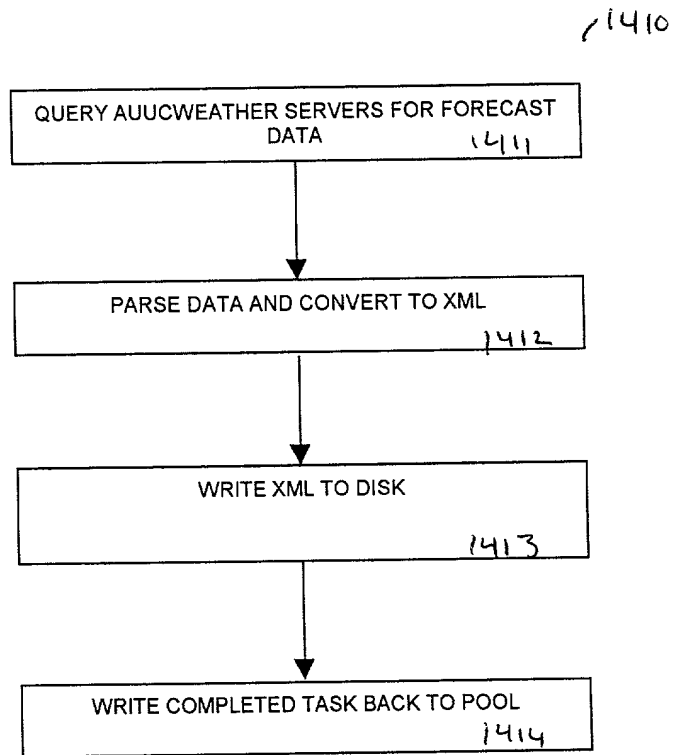 1410
QUERY AUUCWEATHER SERVERS FOR FORECAST
DATA
1411
PARSE DATA AND CONVERT TO XML
1412
WRITE XML TO DISK
1413
WRITE COMPLETED TASK BACK TO POOL
1414